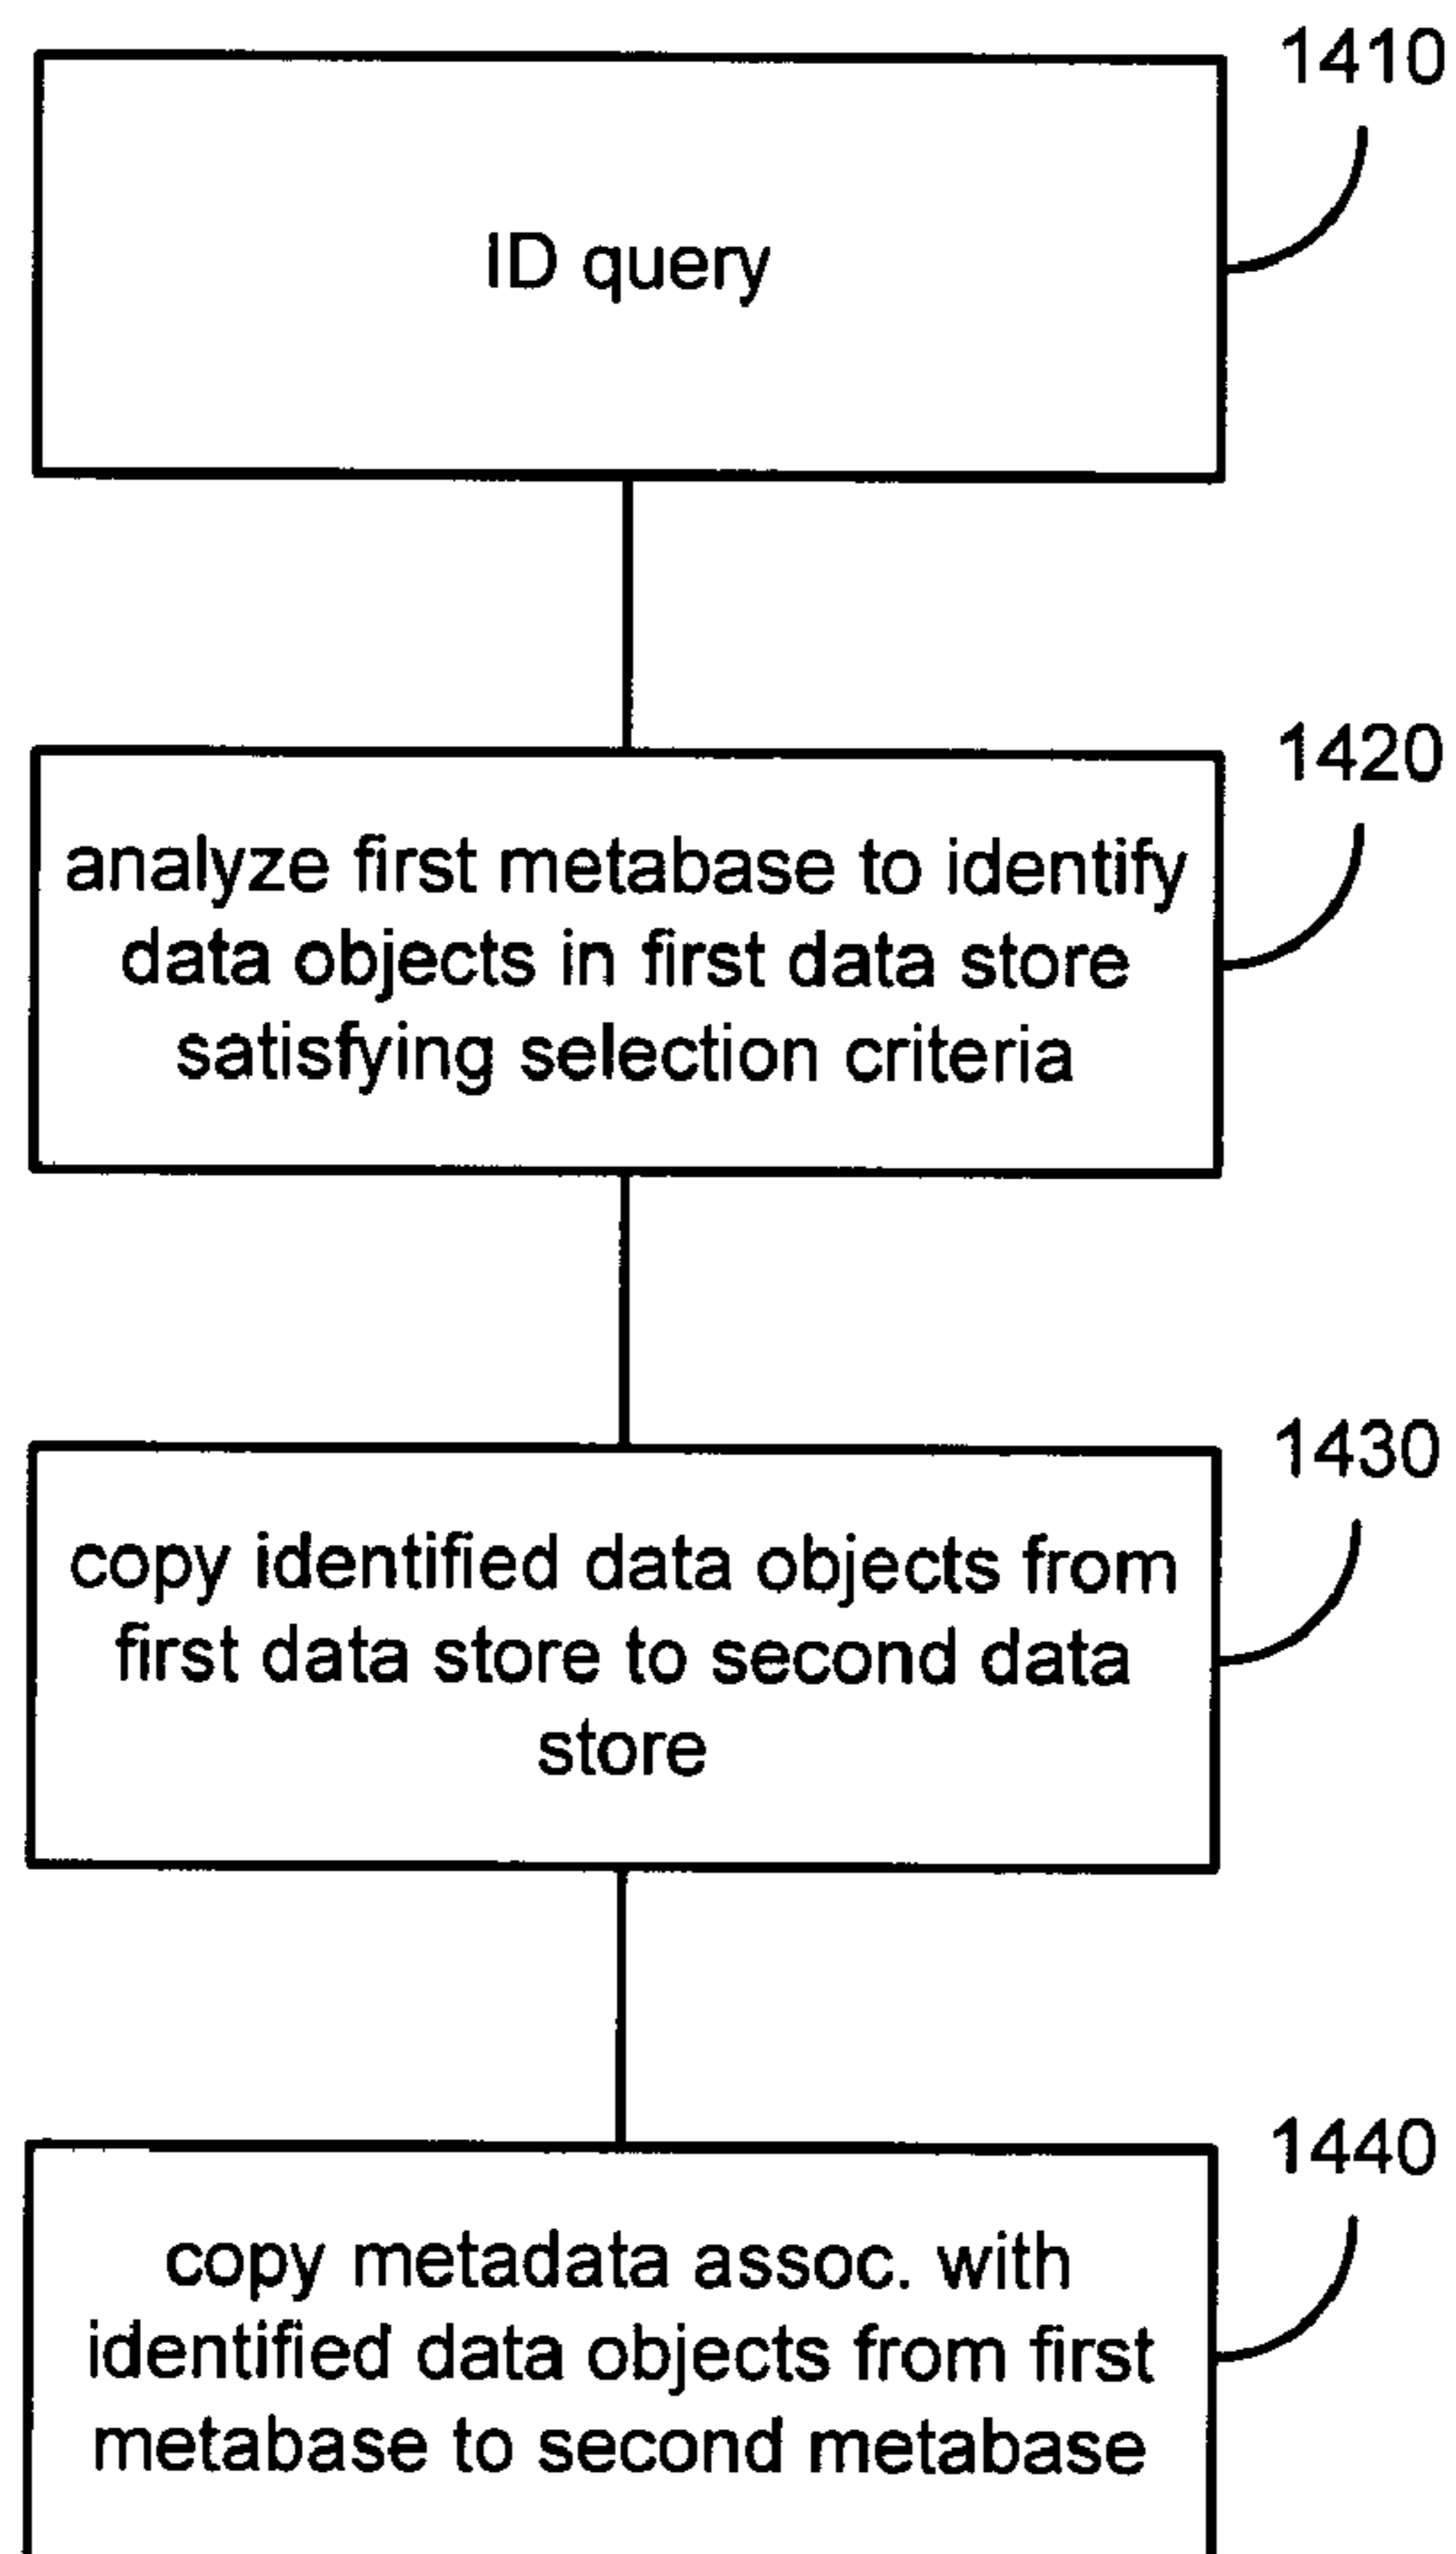 1410
ID query
1420
analyze first metabase to identify
data objects in first data store
satisfying selection criteria
1430
copy identified data objects from
first data store to second data
store
1440
copy metadata assoc. with
identified data objects from first
metabase to second metabase